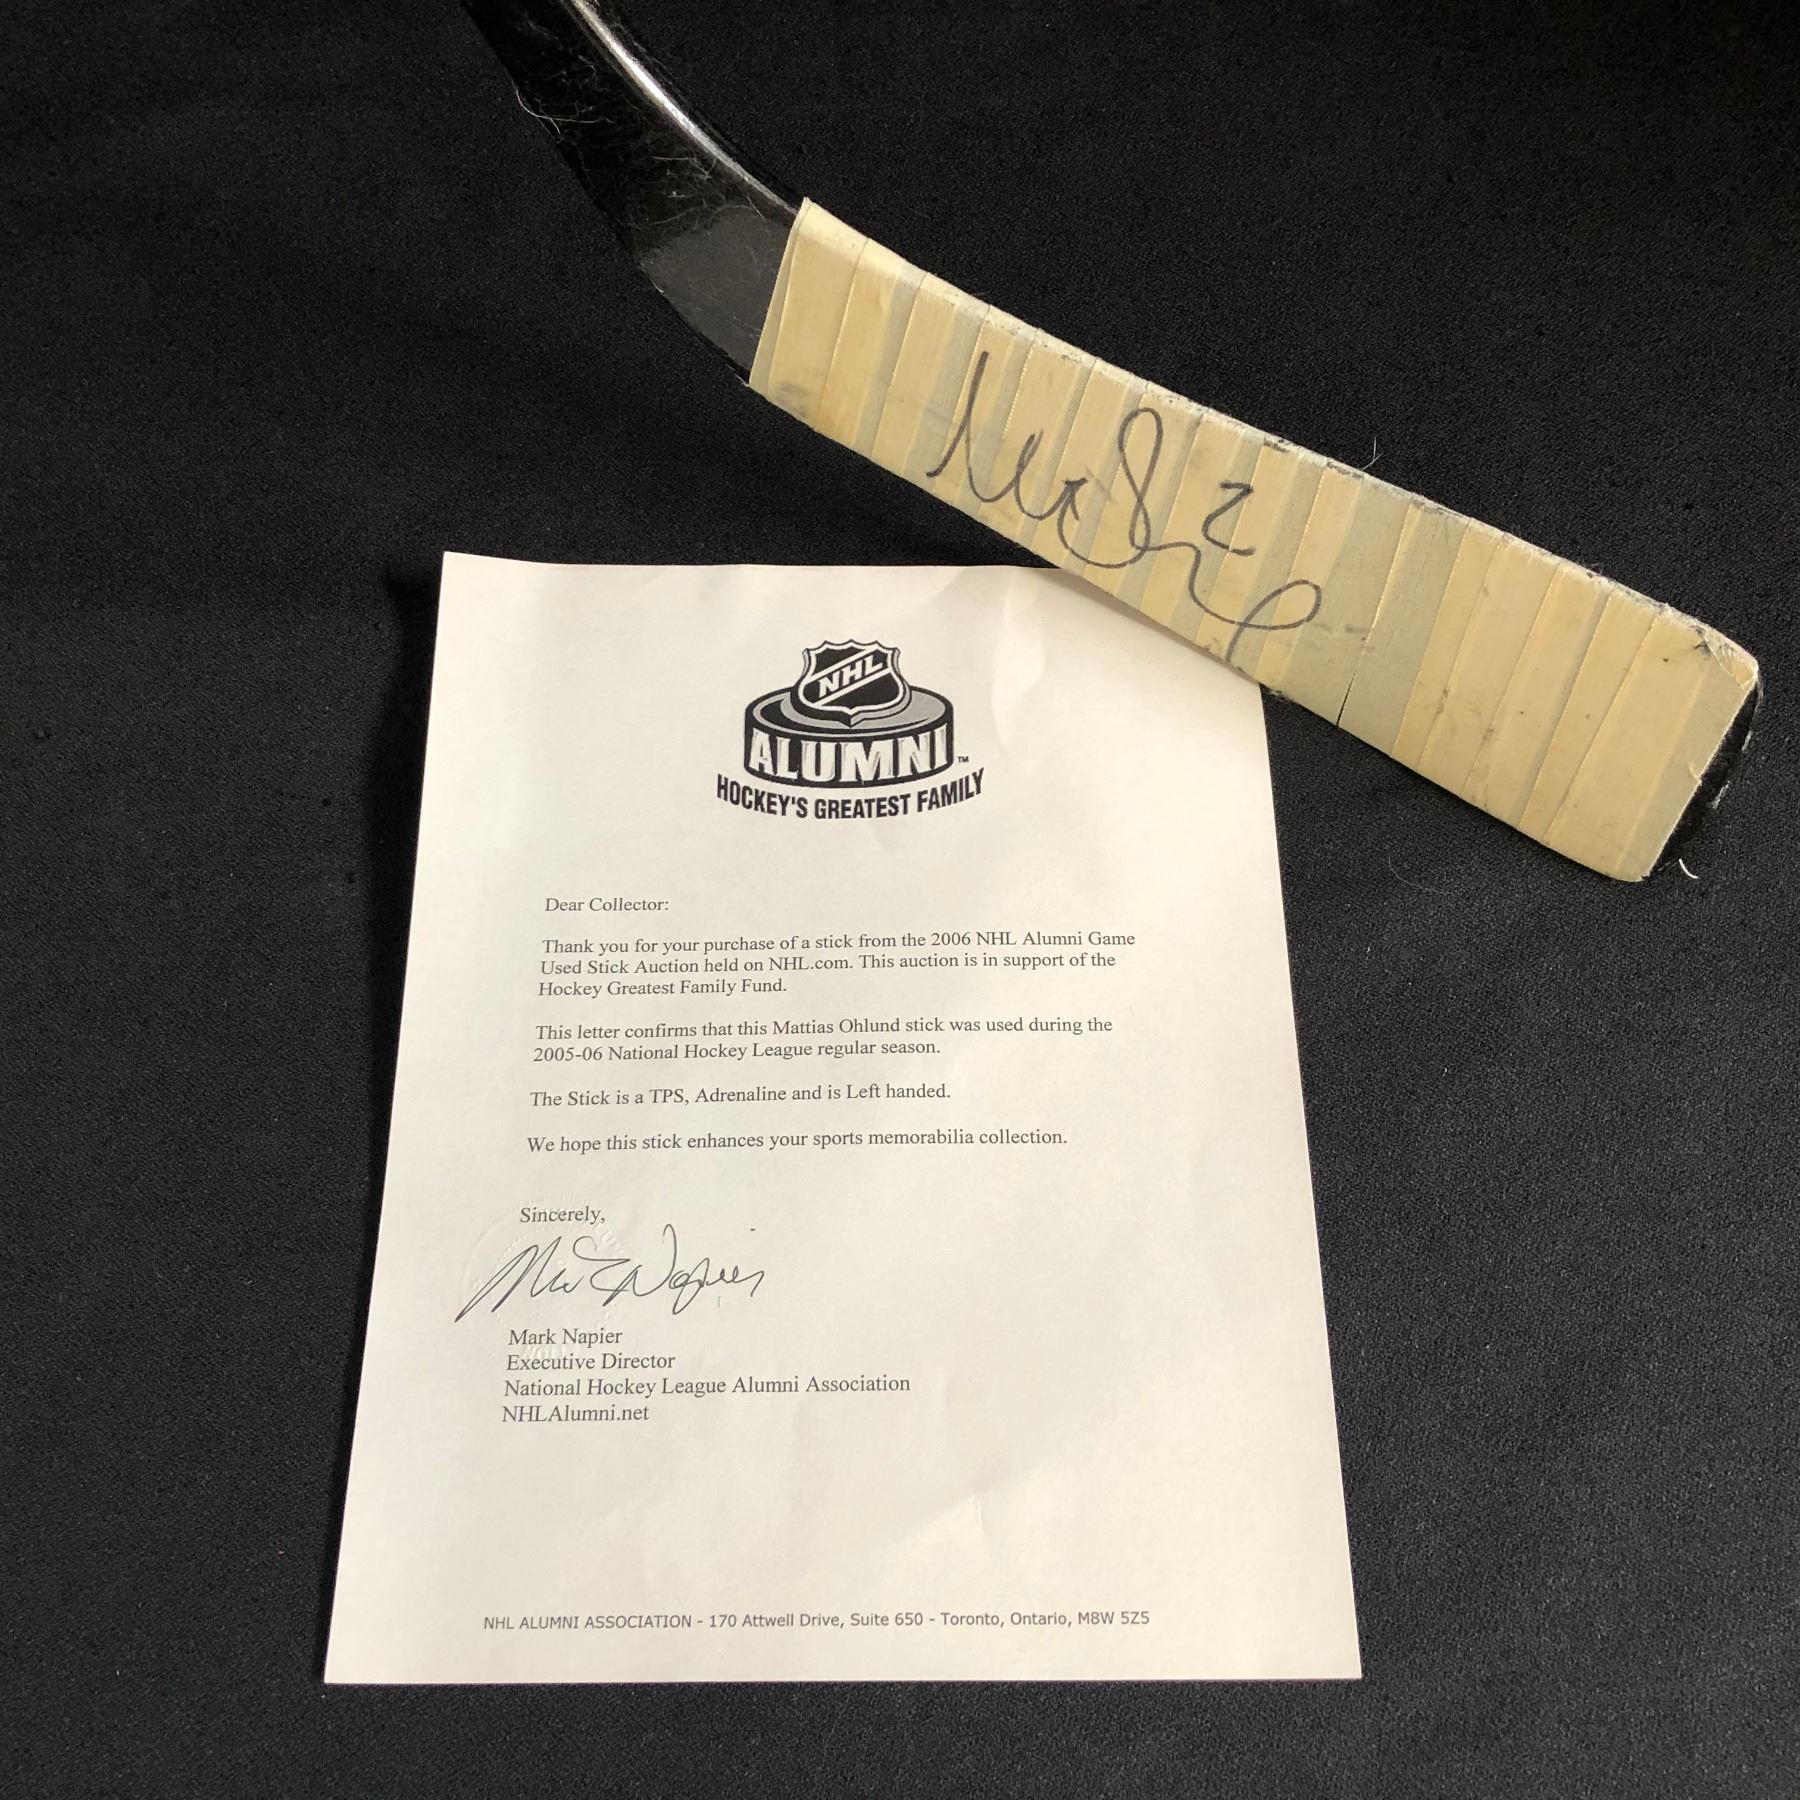 2
NHL
ALUMNI™
HOCKEY'S GREATEST FAMILY
Dear Collector:
Thank you for your purchase of a stick from the 2006 NHL Alumni Game
Used Stick Auction held on NHL.com. This auction is in support of the
Hockey Greatest Family Fund.
This letter confirms that this Mattias Ohlund stick was used during the
2005-06 National Hockey League regular season.
The Stick is a TPS, Adrenaline and is Left handed.
We hope this stick enhances your sports memorabilia collection.
Sincerely,
Mark Napier
Mark Napier
Executive Director
National Hockey League Alumni Association
NHLAlumni.net
NHL ALUMNI ASSOCIATION - 170 Attwell Drive, Suite 650 - Toronto, Ontario, M8W 5Z5